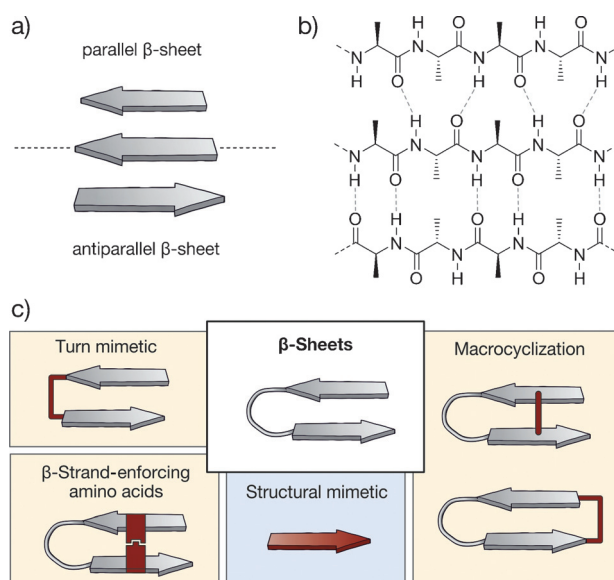 a)
parallel β-sheet
antiparallel β-sheet
b)
N H O N H O N H O N H O N H
N H O N H O N H O N H O N H
O N H O N H O N H O N H O
c)
Turn mimetic
β-Sheets
Macrocyclization
β-Strand-enforcing
amino acids
Structural mimetic